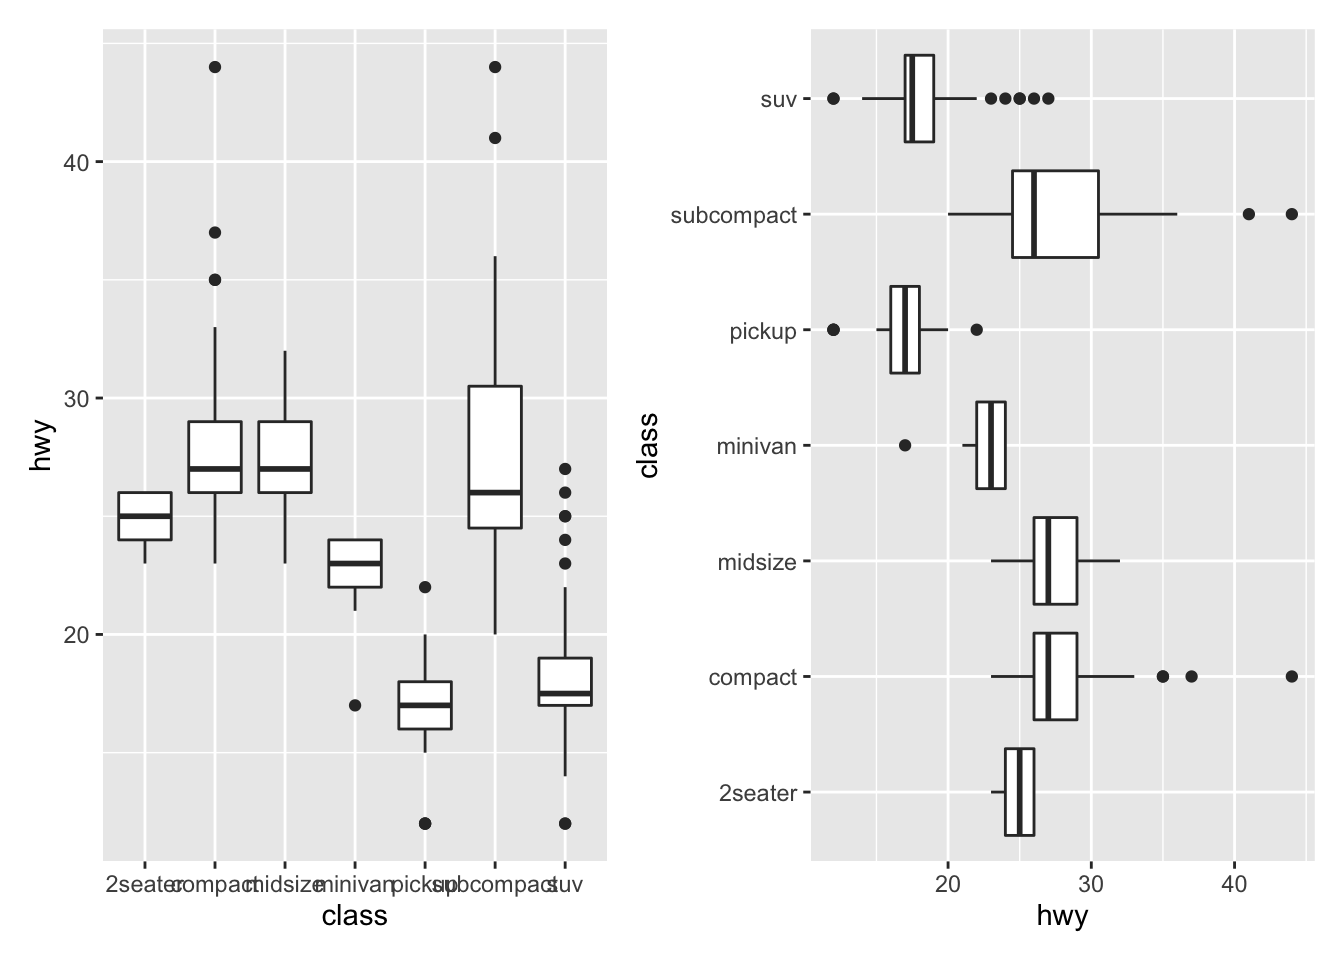 hwy
40
30
20
2seater compact midsize minivan pickup subcompact suv
class
class
suv
subcompact
pickup
minivan
midsize
compact
2seater
20 30 40
hwy